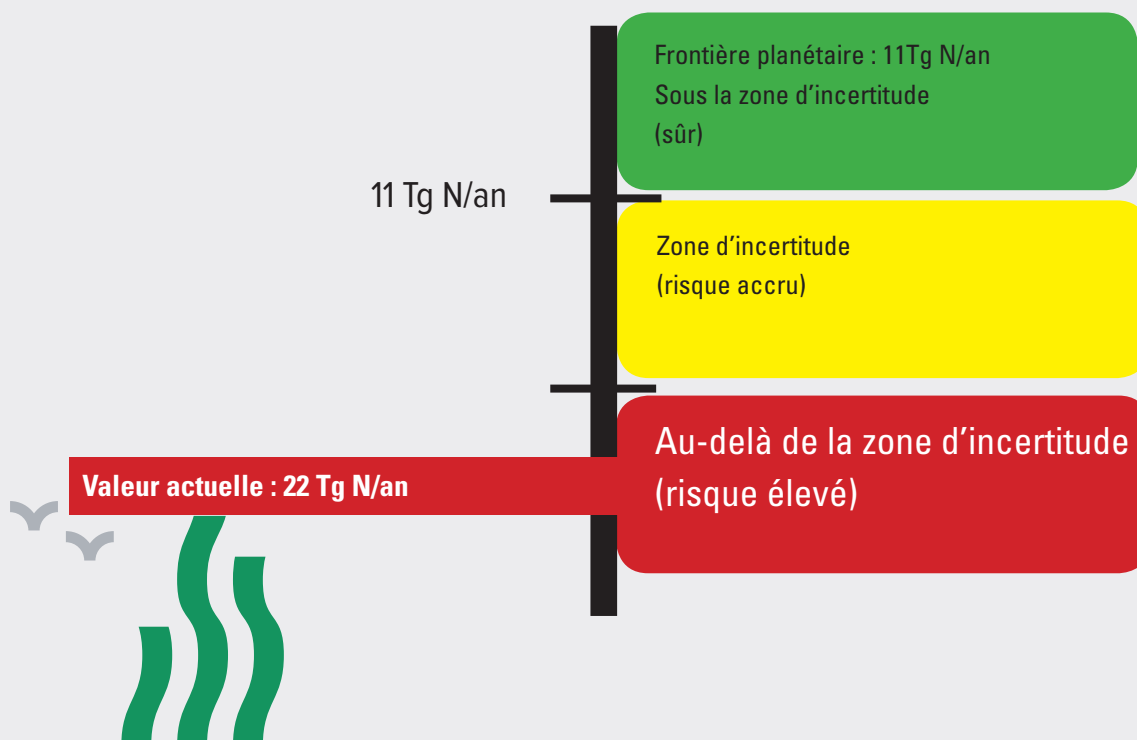 Frontière planétaire : 11Tg N/an
Sous la zone d’incertitude
(sûr)
11 Tg N/an
Zone d’incertitude
(risque accru)
Au-delà de la zone d’incertitude
(risque élevé)
Valeur actuelle : 22 Tg N/an